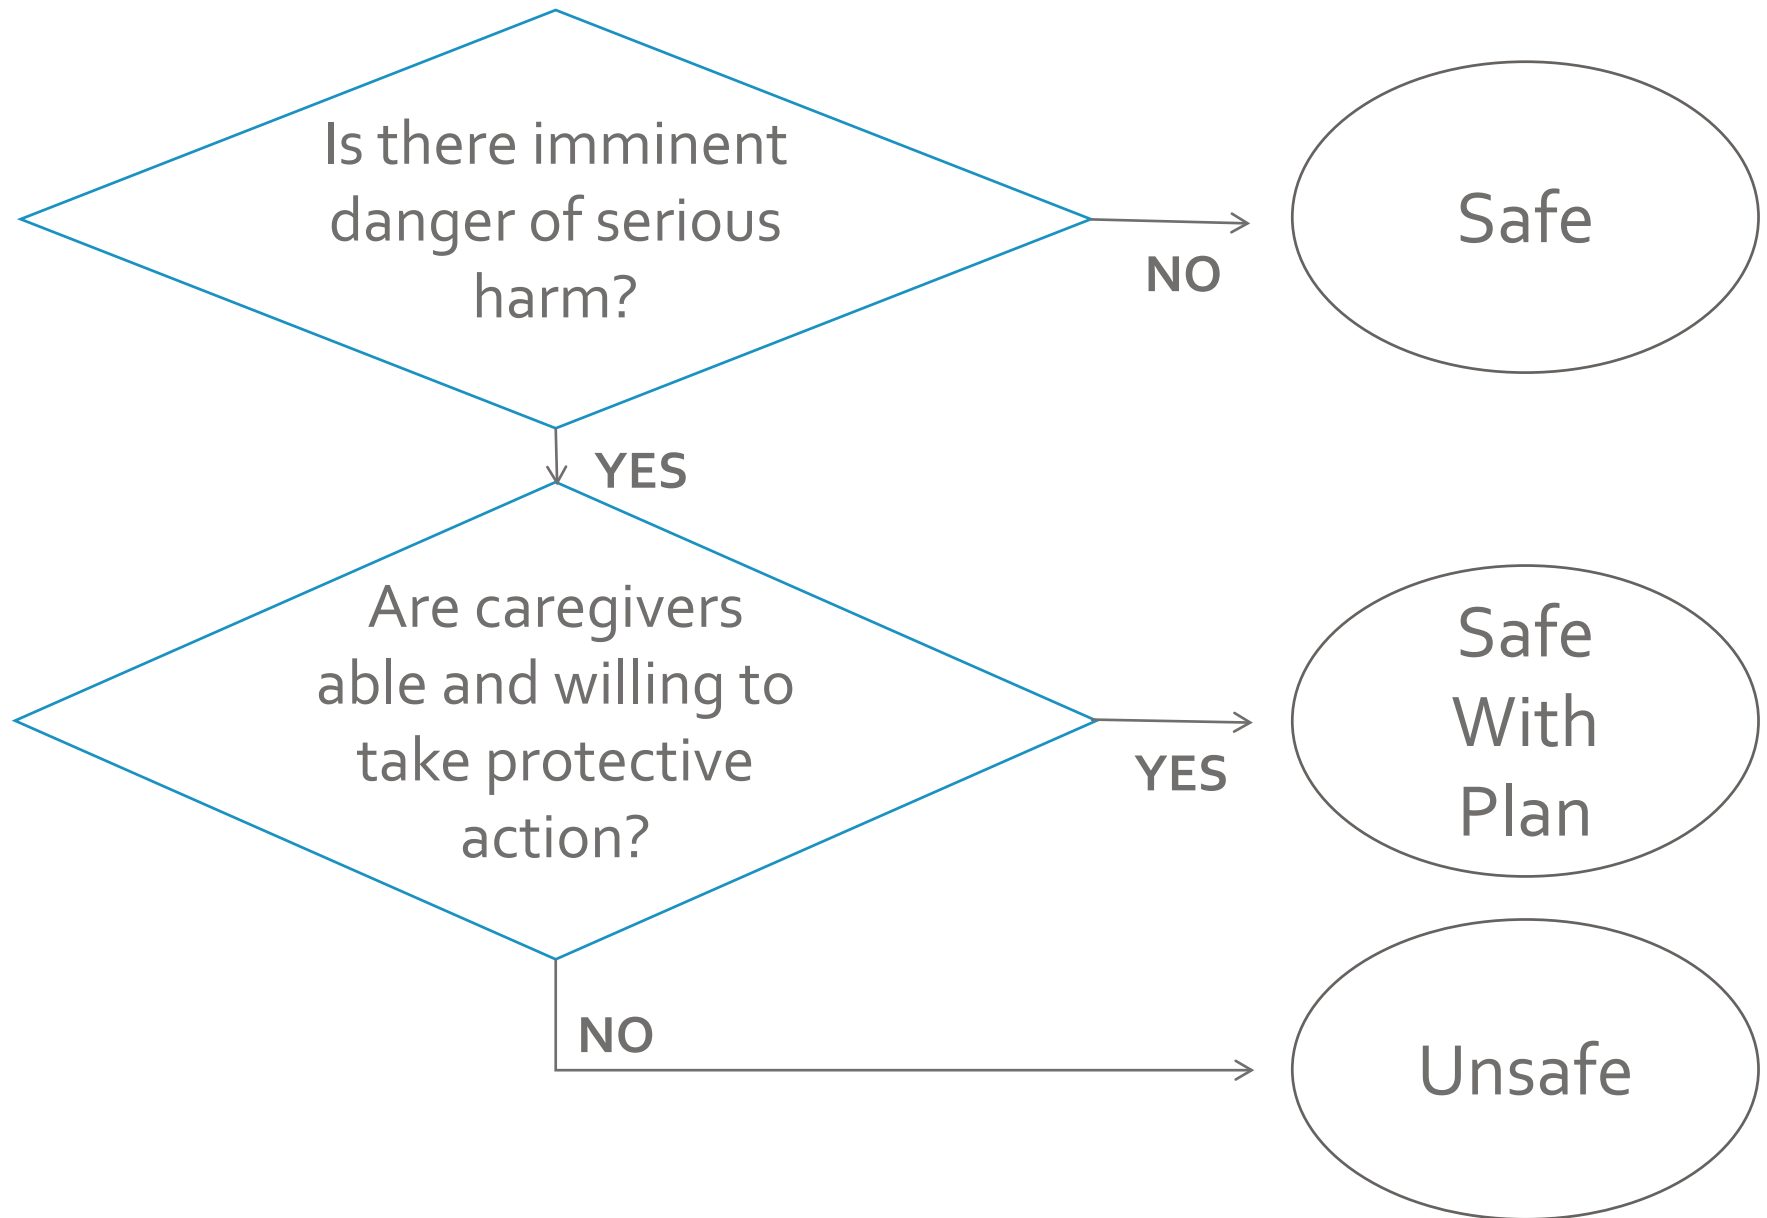 Is there imminent
danger of serious
harm?
NO
Safe
YES
Are caregivers
able and willing to
take protective
action?
YES
Safe
With
Plan
NO
Unsafe